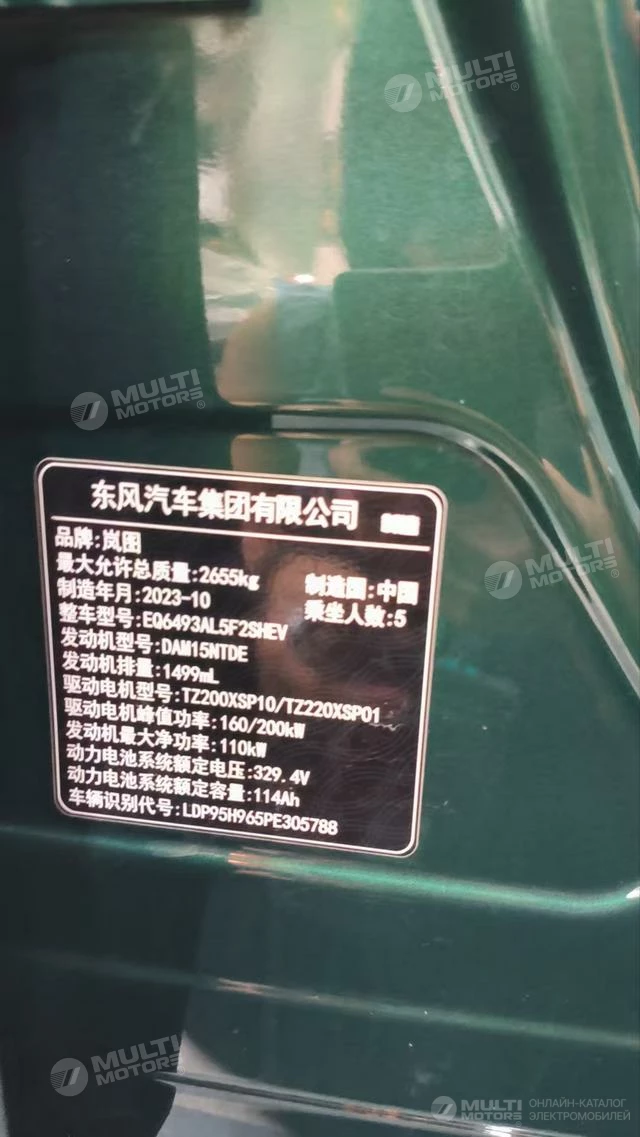 MULTI
MOTORS®
MULTI
MOTORS®
东风汽车集团有限公司
品牌:岚图
最大允许总质量:2655kg
制造国:中国
制造年月:2023-10
乘坐人数:5
整车型号:EQ6493AL5F2SHEV
发动机型号:DAM15NTDE
发动机排量:1499mL
驱动电机型号:TZ200XSP10/TZ220XSP01
驱动电机峰值功率:160/200kW
发动机最大净功率:110kW
动力电池系统额定电压:329.4V
动力电池系统额定容量:114Ah
车辆识别代号:LDP95H965PE305788
MULTI
MOTORS®
MULTI
MOTORS®
MULTI
MOTORS®
ОНЛАЙН-КАТАЛОГ
ЭЛЕКТРОМОБИЛЕЙ